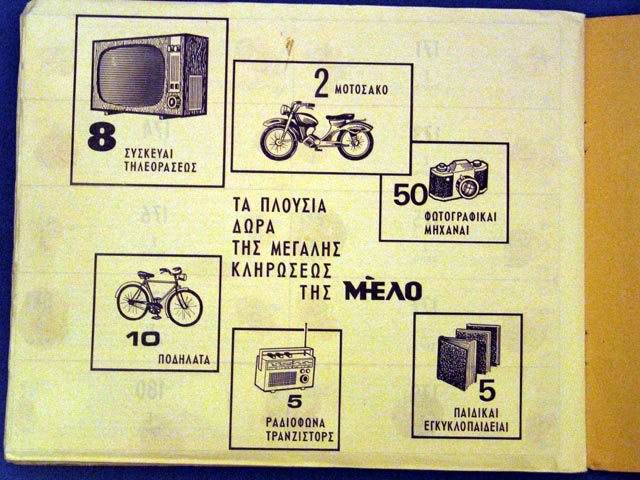 8
ΣΥΣΚΕΥΑΙ
ΤΗΛΕΟΡΑΣΕΩΣ
2 ΜΟΤΟΣΑΚΟ
50 ΦΩΤΟΓΡΑΦΙΚΑΙ
ΜΗΧΑΝΑΙ
ΤΑ ΠΛΟΥΣΙΑ
ΔΩΡΑ
ΤΗΣ ΜΕΓΑΛΗΣ
ΚΛΗΡΩΣΕΩΣ
ΤΗΣ ΜΕΛΟ
10
ΠΟΔΗΛΑΤΑ
5
ΡΑΔΙΟΦΩΝΑ
ΤΡΑΝΖΙΣΤΟΡΣ
5
ΠΑΙΔΙΚΑΙ
ΕΓΚΥΚΛΟΠΑΙΔΕΙΑΙ